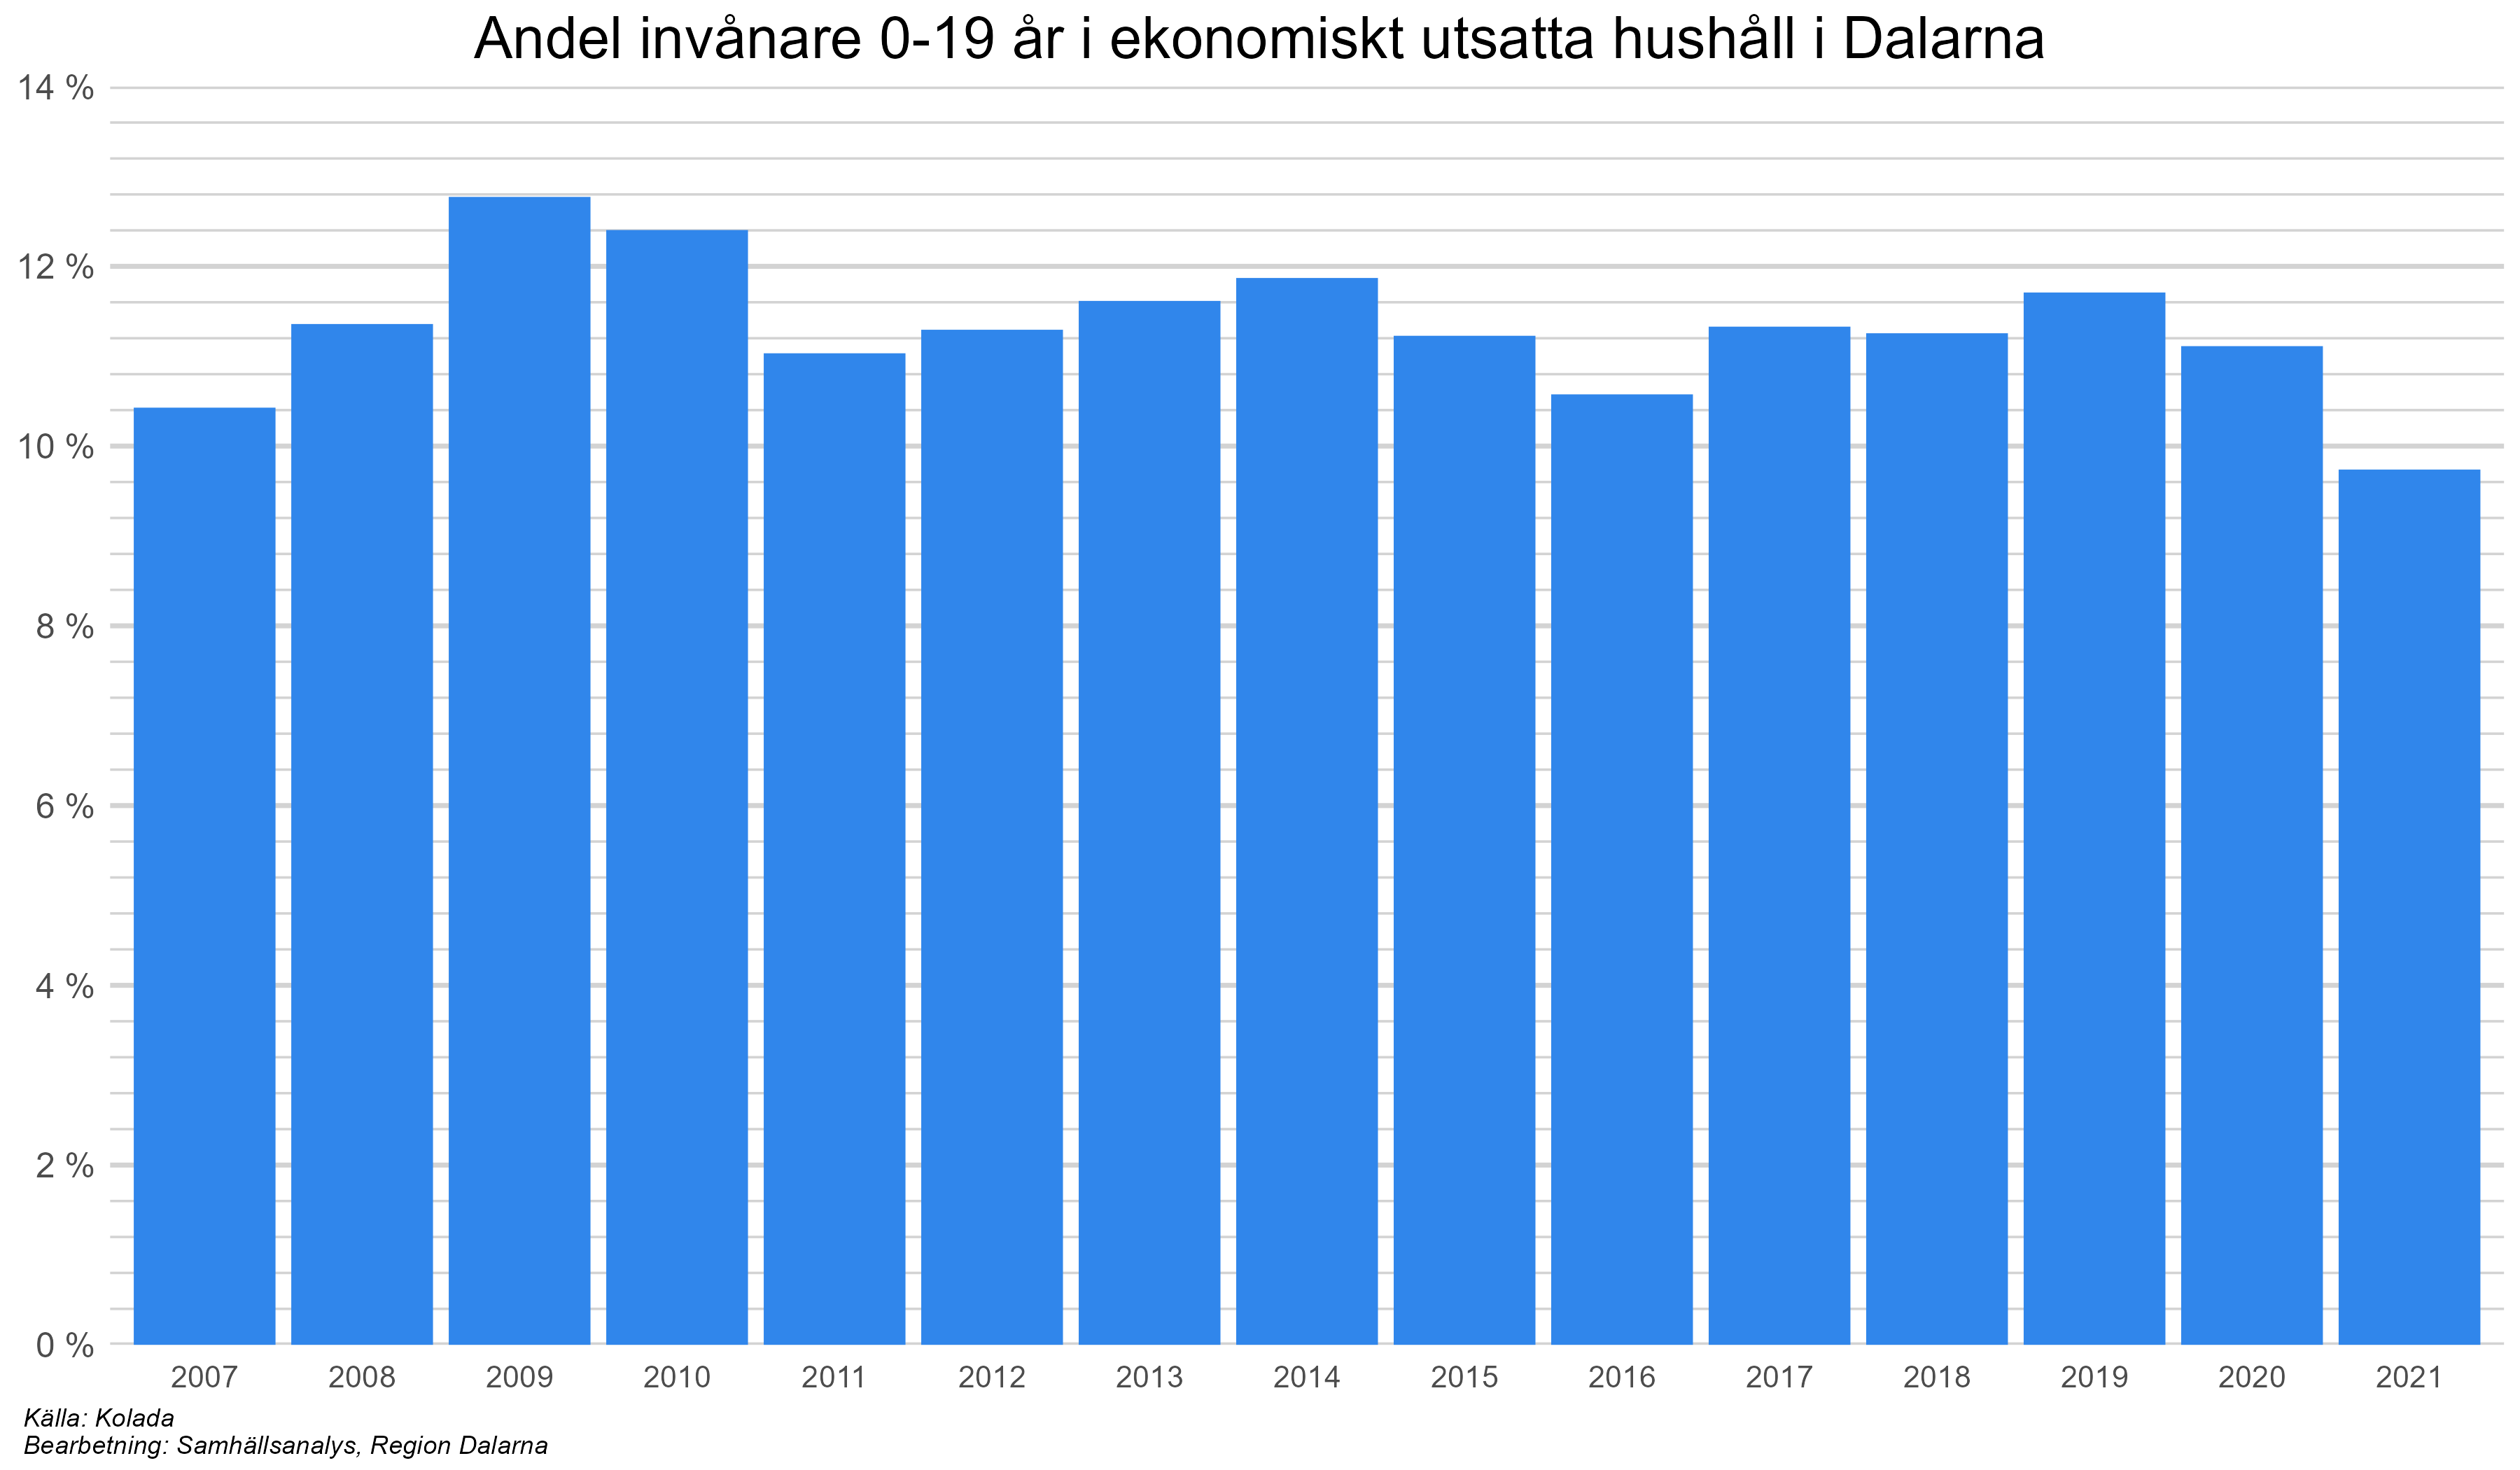 Andel invånare 0-19 år i ekonomiskt utsatta hushåll i Dalarna
14 %
12 %
10 %
8 %
6 %
4 %
2 %
0 %
2007 2008 2009 2010 2011 2012 2013 2014 2015 2016 2017 2018 2019 2020 2021
Källa: Kolada
Bearbetning: Samhällsanalys, Region Dalarna